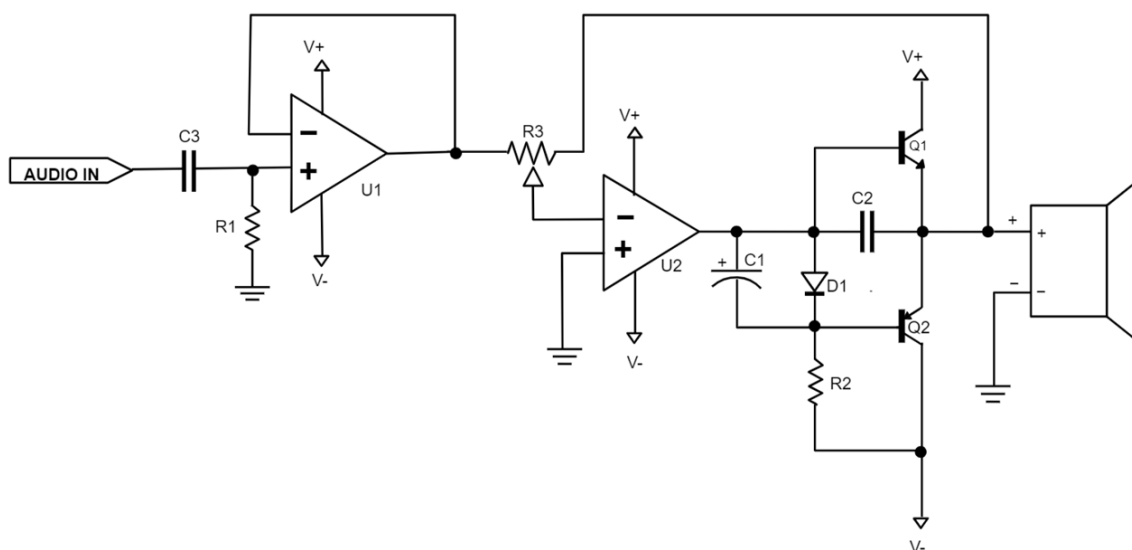 V+
V+
V+
C3
R3
Q1
AUDIO IN
−
+
U1
C2
R1
−
+
+
+
U2
+
C1
V-
D1
−
−
Q2
V-
R2
V-